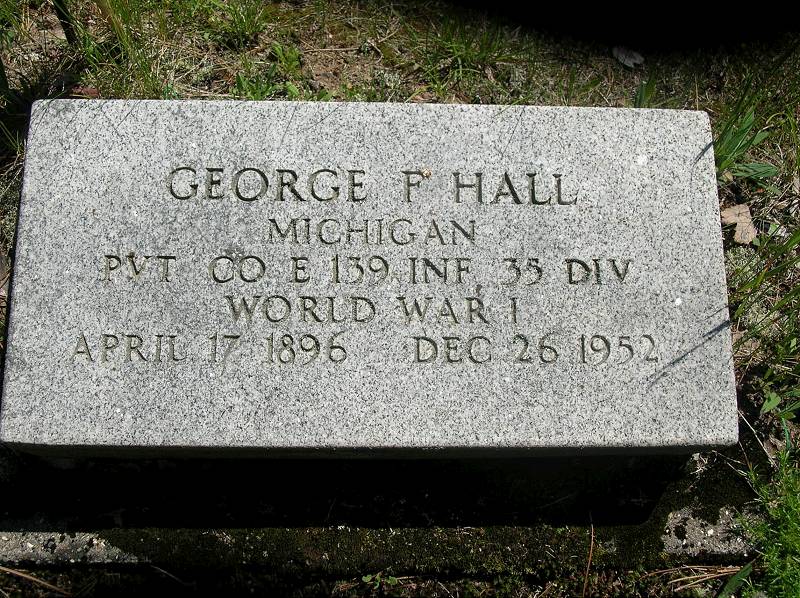 GEORGE F HALL
MICHIGAN
PVT CO E 139 INF, 35 DIV
WORLD WAR I
APRIL 17 1896 DEC 26 1952